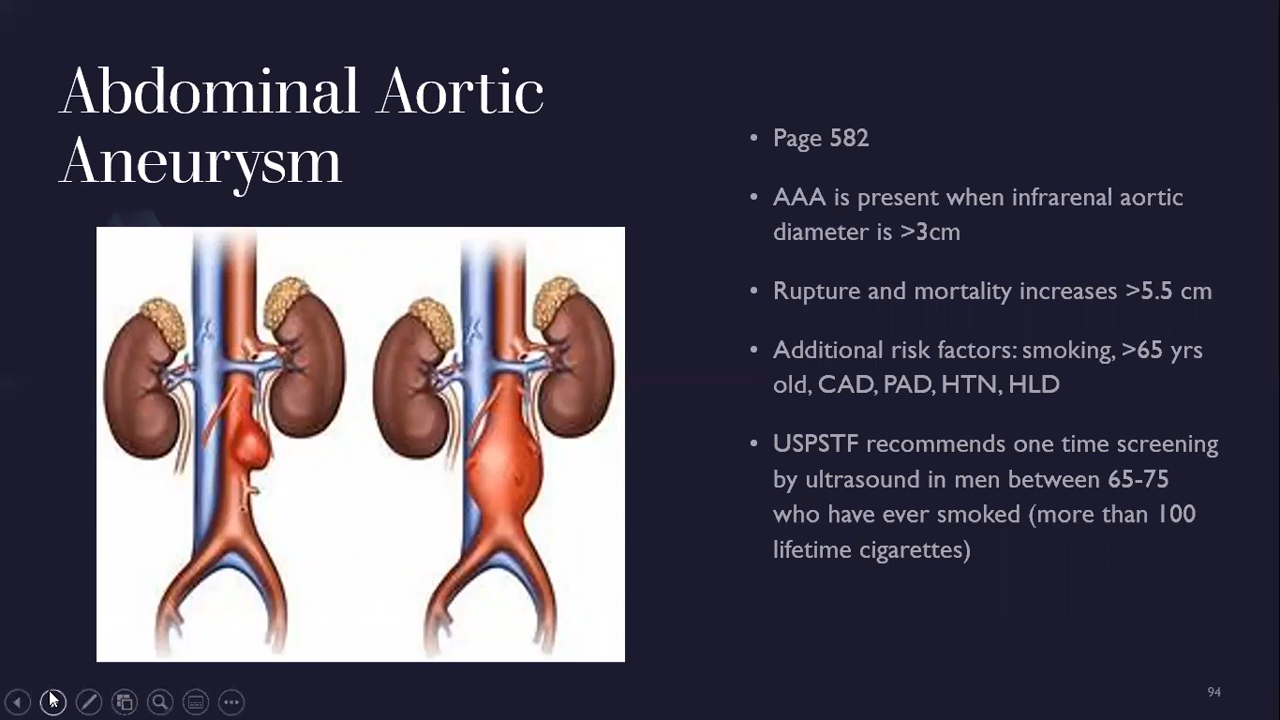 Abdominal Aortic
Aneurysm
• Page 582
• AAA is present when infrarenal aortic
diameter is >3cm
• Rupture and mortality increases >5.5 cm
• Additional risk factors: smoking, >65 yrs
old, CAD, PAD, HTN, HLD
• USPSTF recommends one time screening
by ultrasound in men between 65-75
who have ever smoked (more than 100
lifetime cigarettes)
94